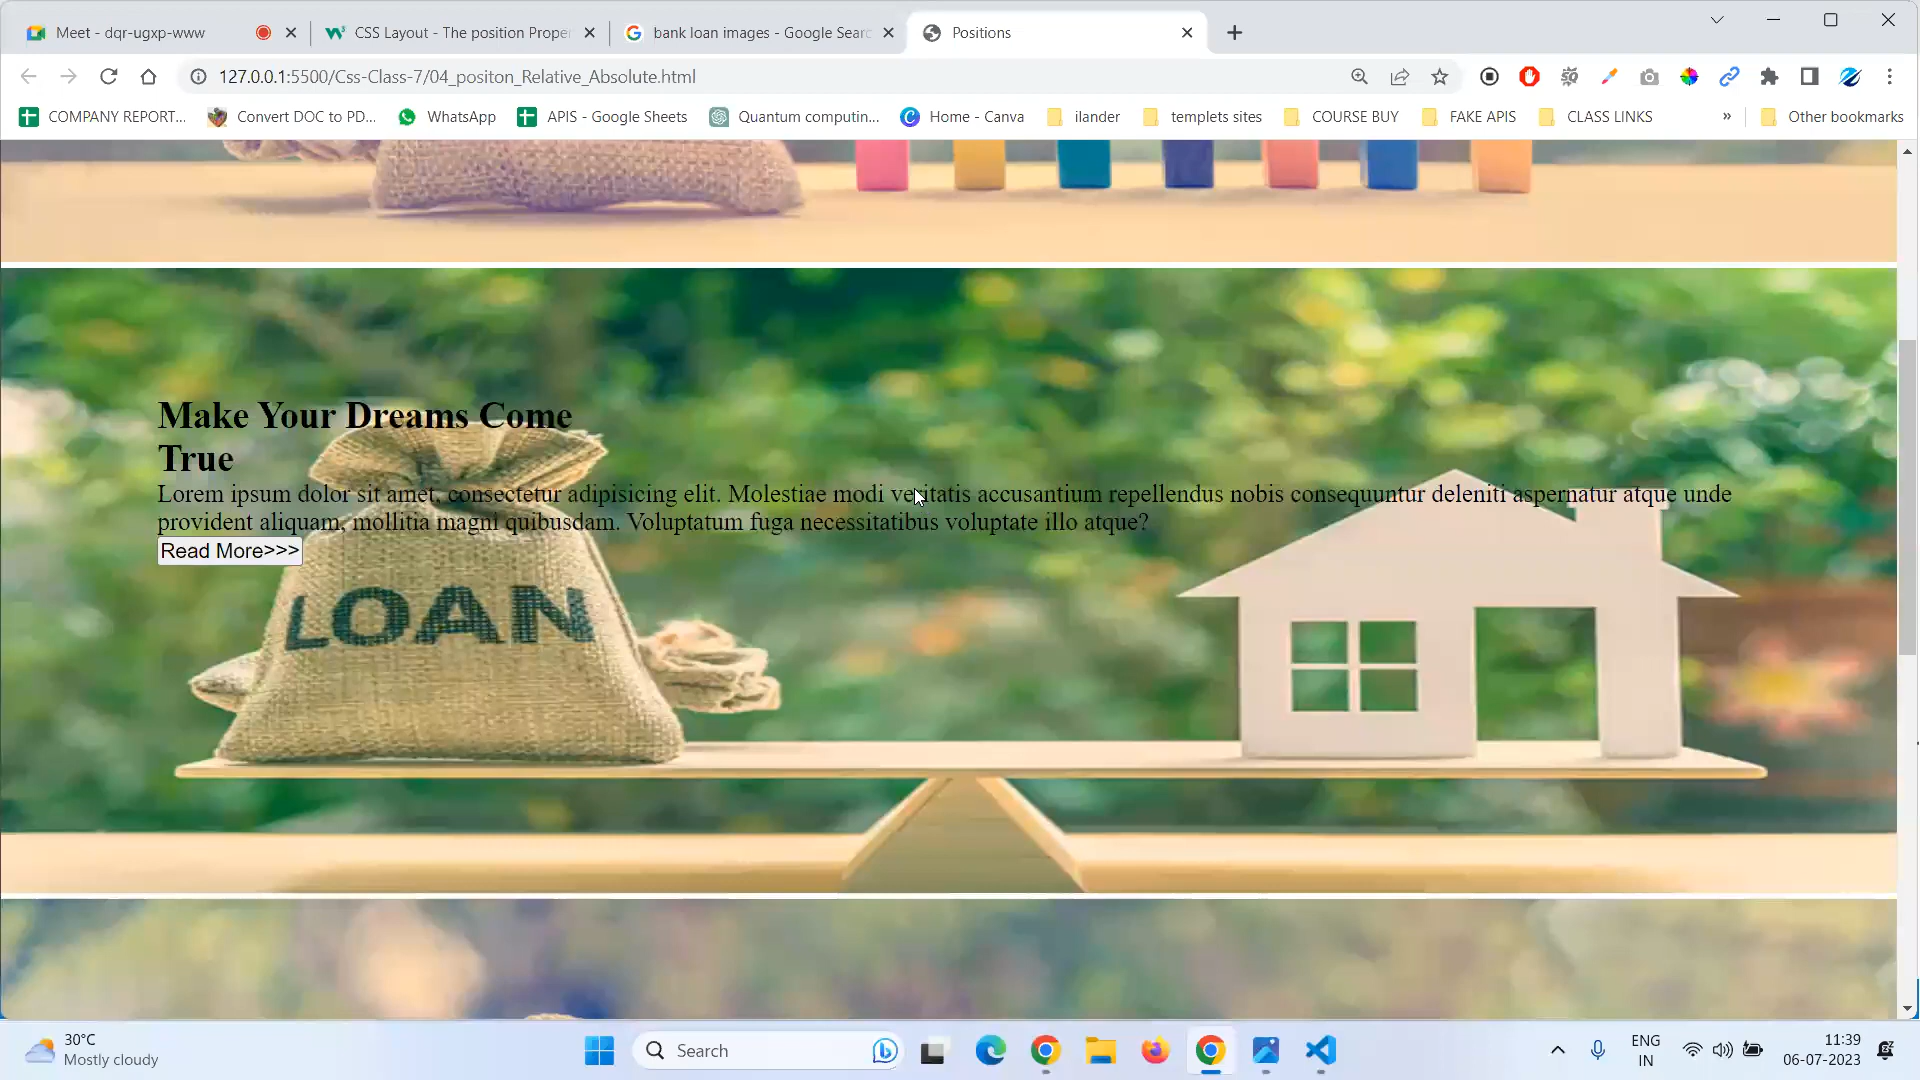 Meet - dqr-ugxp-www
CSS Layout - The position Proper
bank loan images - Google Searc
Positions
127.0.0.1:5500/Css-Class-7/04_positon_Relative_Absolute.html
COMPANY REPORT...
Convert DOC to PD...
WhatsApp
APIS - Google Sheets
Quantum computin...
Home - Canva
ilander
templets sites
COURSE BUY
FAKE APIS
CLASS LINKS
»
Other bookmarks
Make Your Dreams Come
True
Lorem ipsum dolor sit amet, consectetur adipisicing elit. Molestiae modi veritatis accusantium repellendus nobis consequuntur deleniti aspernatur atque unde
provident aliquam, mollitia magni quibusdam. Voluptatum fuga necessitatibus voluptate illo atque?
Read More>>>
LOAN
30°C
Mostly cloudy
Search
ENG
IN
11:39
06-07-2023